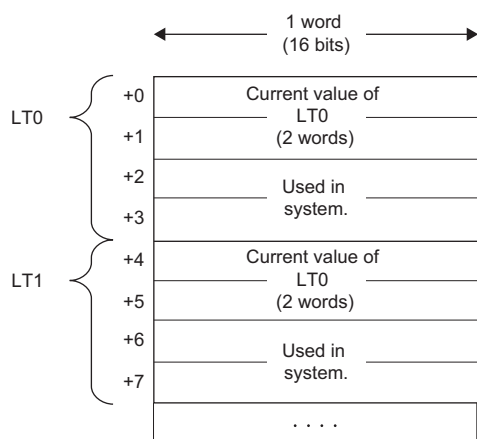 1 word
(16 bits)
LT0
+0
Current value of
LT0
+1
(2 words)
+2
Used in
system.
+3
LT1
+4
Current value of
LT0
+5
(2 words)
+6
Used in
system.
+7
. . . .